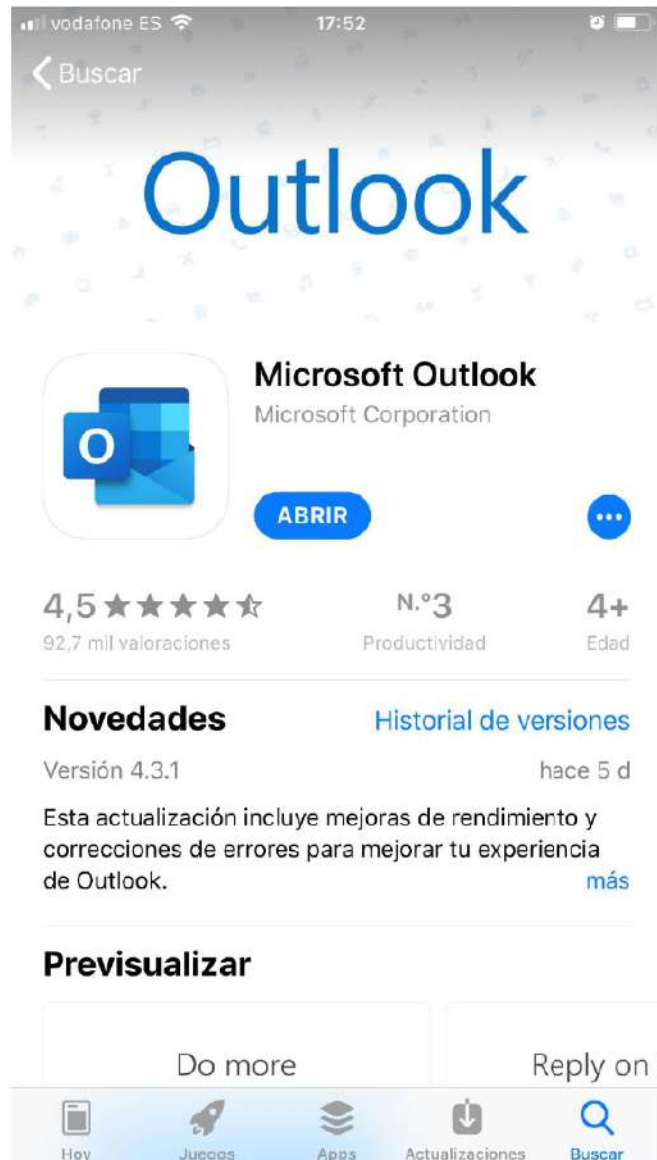 vodafone ES 17:52
Buscar
Outlook
Microsoft Outlook
Microsoft Corporation
O
ABRIR
4,5 N.º3 4+
92,7 mil valoraciones Productividad Edad
Novedades Historial de versiones
Versión 4.3.1 hace 5 d
Esta actualización incluye mejoras de rendimiento y
correcciones de errores para mejorar tu experiencia
de Outlook. más
Previsualizar
Do more Reply on
Hoy Juegos Apps Actualizaciones Buscar